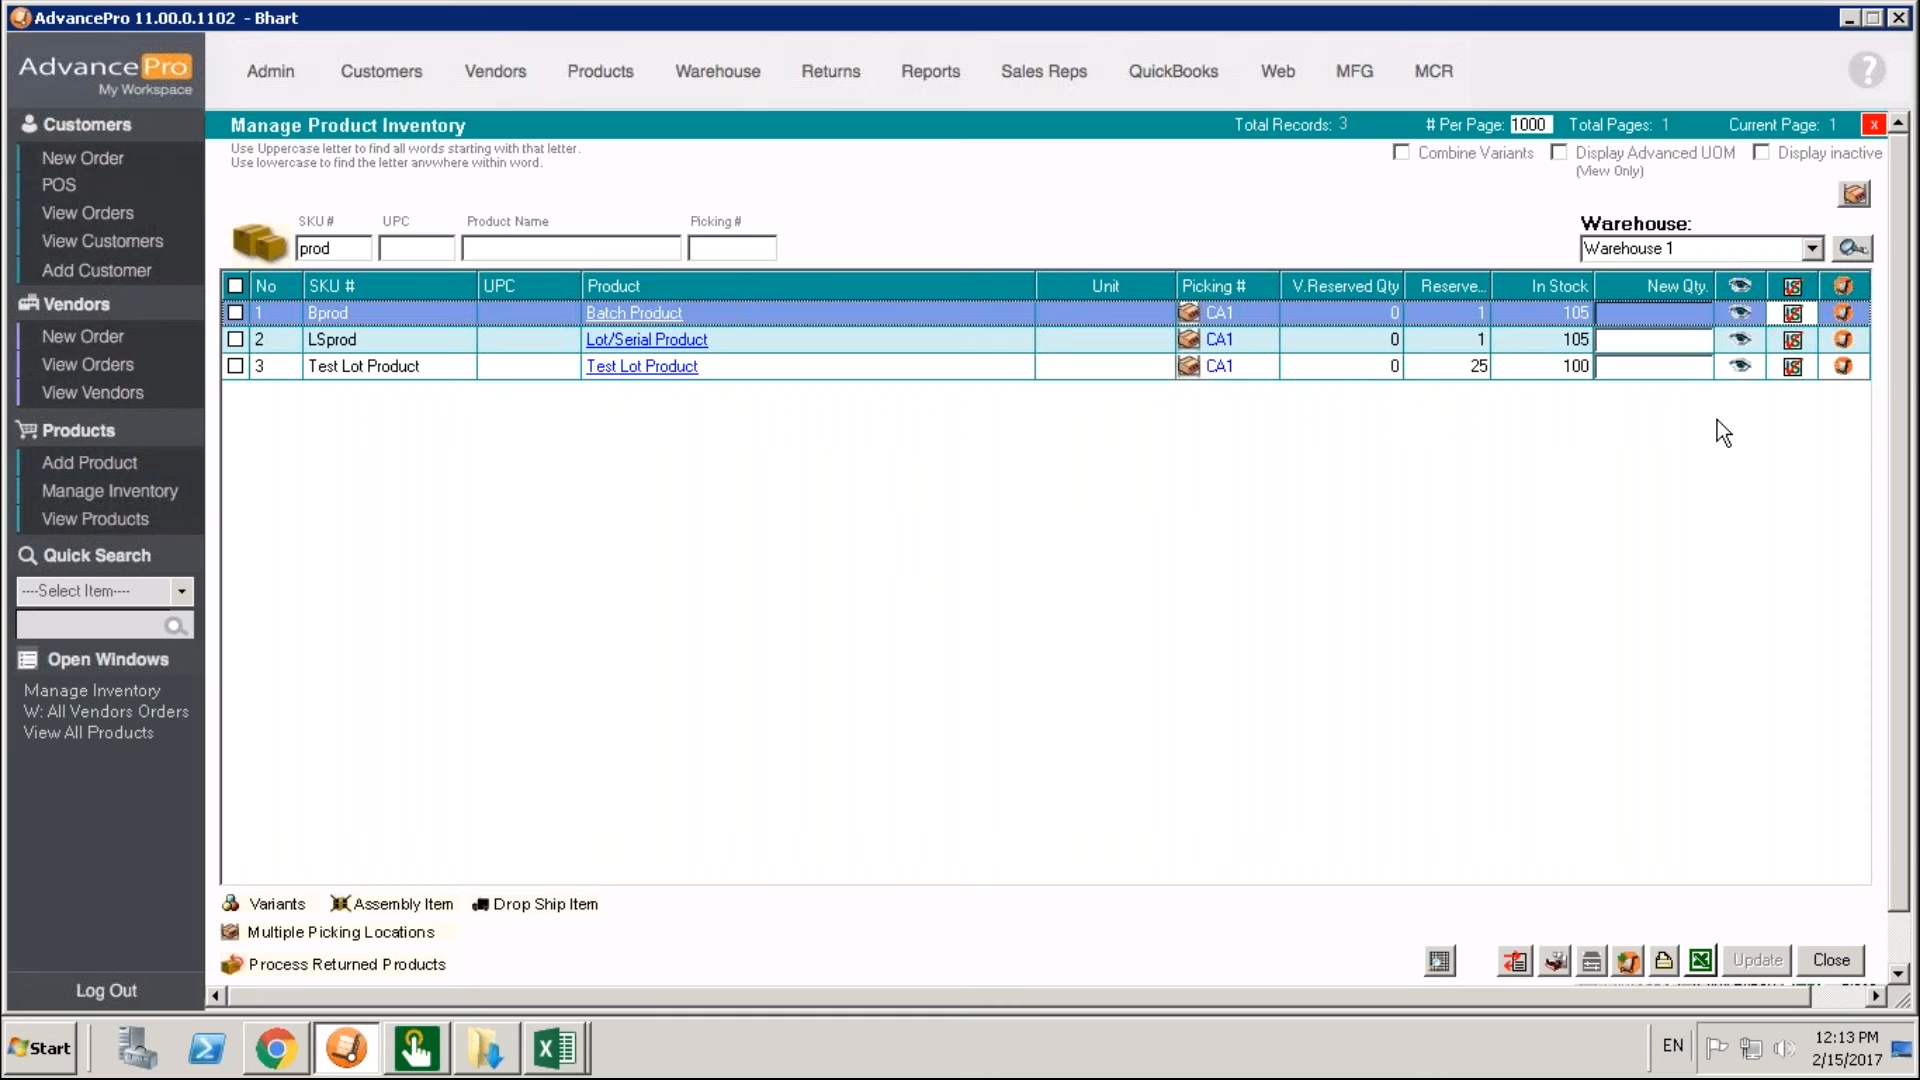 AdvancePro 11.00.0.1102 - Bhart
AdvancePro
My Workspace
Admin Customers Vendors Products Warehouse Returns Reports Sales Reps QuickBooks Web MFG MCR
?
Customers
New Order
POS
View Orders
View Customers
Add Customer
Vendors
New Order
View Orders
View Vendors
Products
Add Product
Manage Inventory
View Products
Quick Search
----Select Item----
Open Windows
Manage Inventory
W: All Vendors Orders
View All Products
Log Out
Manage Product Inventory Total Records: 3 # Per Page: 1000 Total Pages: 1 Current Page: 1 x
Use Uppercase letter to find all words starting with that letter.
Use lowercase to find the letter anywhere within word.
Combine Variants Display Advanced UOM Display inactive
(View Only)
SKU # UPC Product Name Picking # Warehouse:
prod Warehouse 1
No SKU # UPC Product Unit Picking # V.Reserved Qty Reserve... In Stock New Qty.
1 Bprod Batch Product CA1 0 1 105
2 LSprod Lot/Serial Product CA1 0 1 105
3 Test Lot Product Test Lot Product CA1 0 25 100
Variants Assembly Item Drop Ship Item
Multiple Picking Locations
Process Returned Products
Update Close
Start EN 12:13 PM
2/15/2017